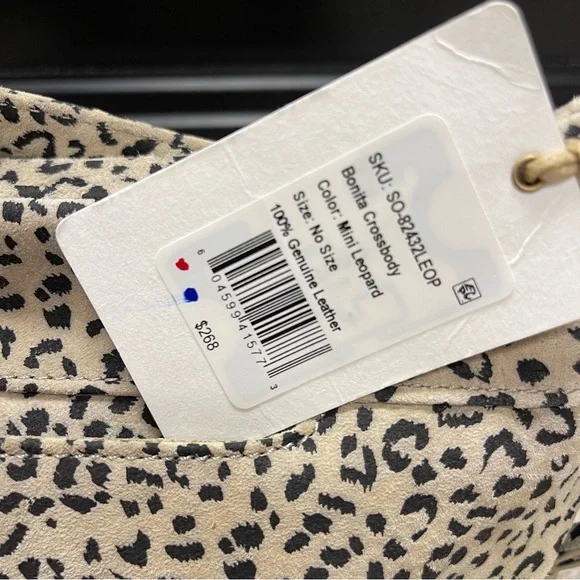 SKU: SO-82432LEOP
Bonita Crossbody
Color: Mini Leopard
Size: No Size
100% Genuine Leather
6 04599 41577 3
$268